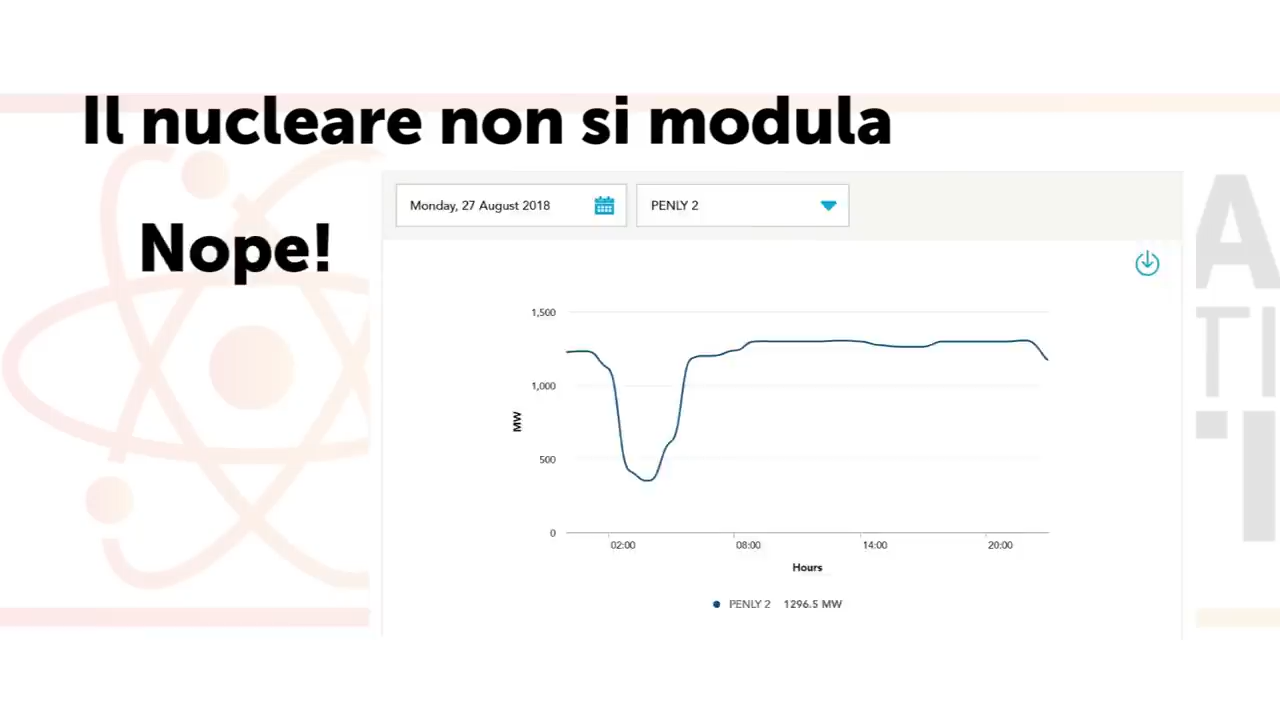 Il nucleare non si modula
Nope!
Monday, 27 August 2018
PENLY 2
1,500
1,000
500
0
MW
02:00
08:00
14:00
20:00
Hours
PENLY 2 1296.5 MW
A
TI